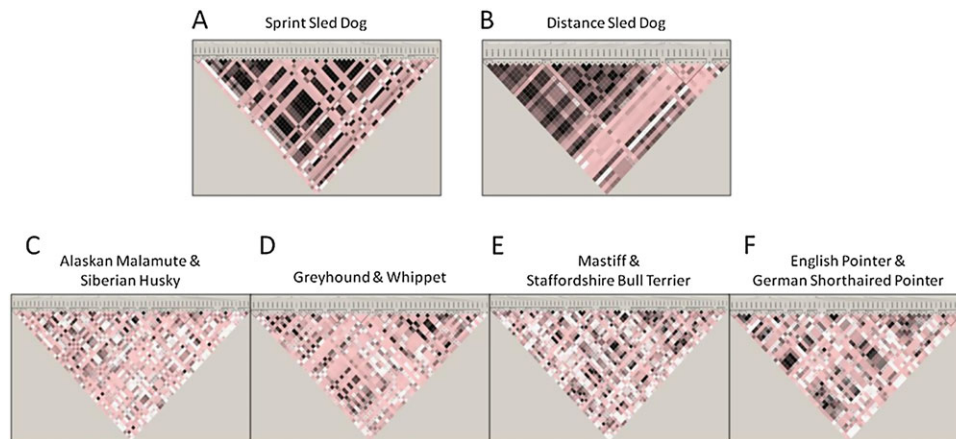 A
Sprint Sled Dog
B
Distance Sled Dog
C
Alaskan Malamute &
Siberian Husky
D
Greyhound & Whippet
E
Mastiff &
Staffordshire Bull Terrier
F
English Pointer &
German Shorthaired Pointer